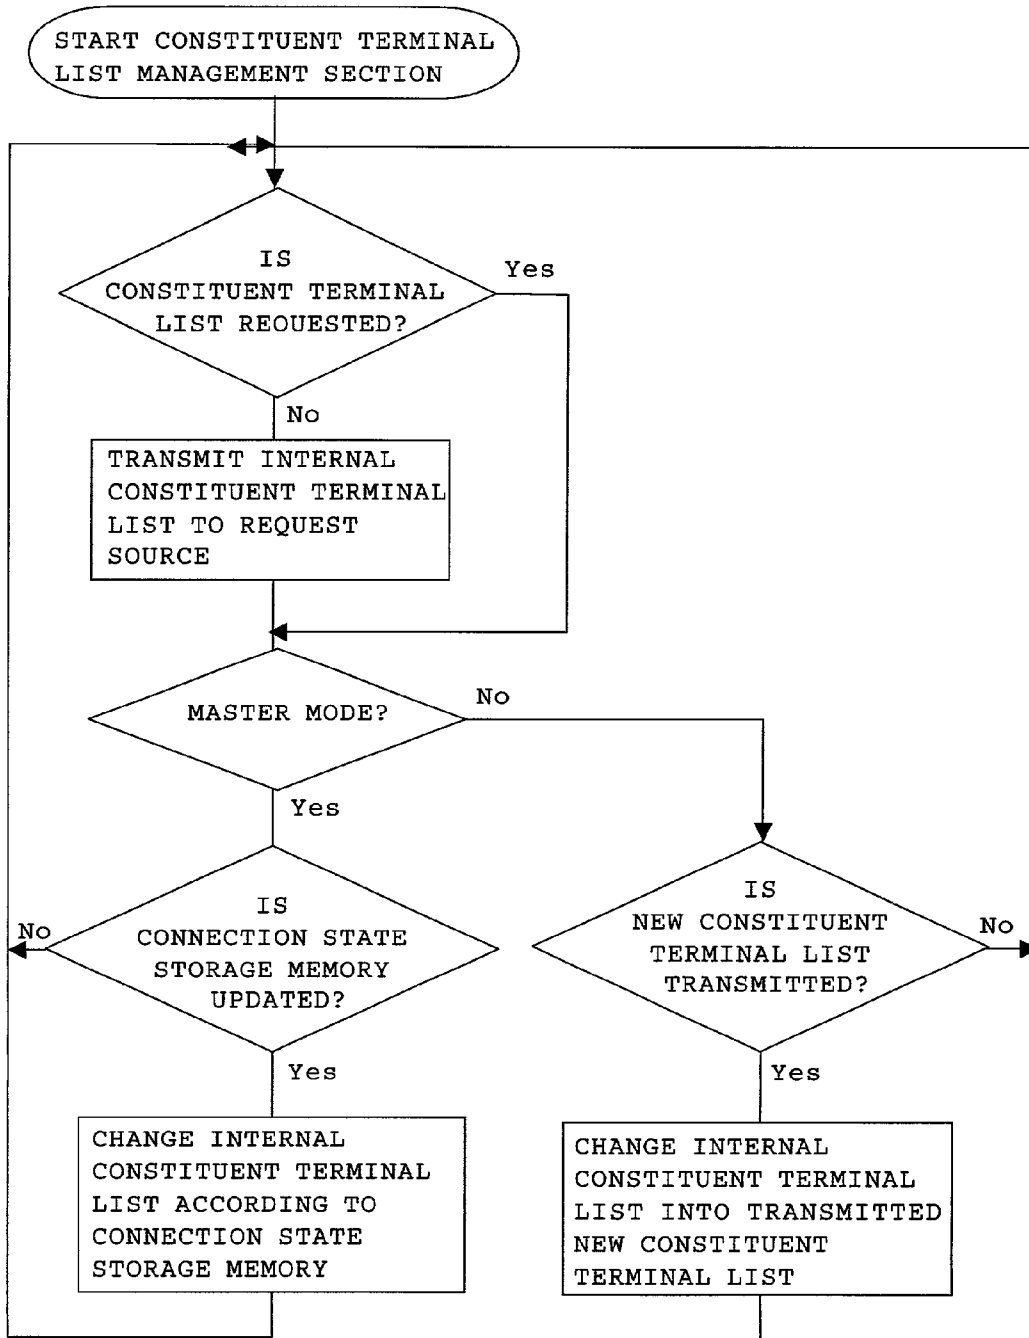 START CONSTITUENT TERMINAL
LIST MANAGEMENT SECTION
IS
CONSTITUENT TERMINAL
LIST REOUESTED?
Yes
No
TRANSMIT INTERNAL
CONSTITUENT TERMINAL
LIST TO REQUEST
SOURCE
MASTER MODE?
No
Yes
IS
CONNECTION STATE
STORAGE MEMORY
UPDATED?
No
Yes
IS
NEW CONSTITUENT
TERMINAL LIST
TRANSMITTED?
No
Yes
CHANGE INTERNAL
CONSTITUENT TERMINAL
LIST ACCORDING TO
CONNECTION STATE
STORAGE MEMORY
CHANGE INTERNAL
CONSTITUENT TERMINAL
LIST INTO TRANSMITTED
NEW CONSTITUENT
TERMINAL LIST